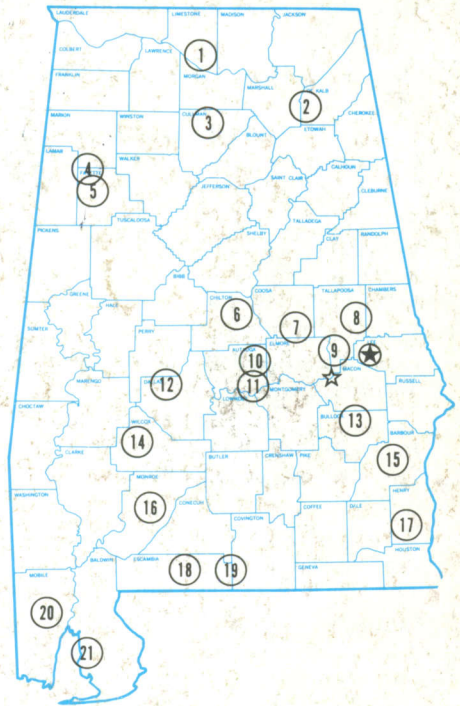 LAUDERDALE
LIMESTONE
MADISON
JACKSON
COLBERT
LAWRENCE
1
MORGAN
FRANKLIN
MARSHALL
DE KALB
2
CHEROKEE
MARION
WINSTON
CULLMAN
3
BLOUNT
ETOWAH
LAMAR
WALKER
4
FAYETTE
5
CALHOUN
SAINT CLAIR
CLEBURNE
JEFFERSON
PICKENS
TUSCALOOSA
TALLADEGA
SHELBY
CLAY
RANDOLPH
BIBB
GREENE
HALE
CHILTON
COOSA
TALLAPOOSA
CHAMBERS
6
7
8
SUMTER
PERRY
ELMORE
AUTAUGA
9
LEE
10
MACON
MARENGO
DALLAS
12
11
LOWNDES
MONTGOMERY
RUSSELL
CHOCTAW
WILCOX
BULLOCK
13
14
BARBOUR
CLARKE
BUTLER
CRENSHAW
PIKE
15
MONROE
WASHINGTON
16
CONECUH
COFFEE
DALE
HENRY
COVINGTON
17
HOUSTON
BALDWIN
ESCAMBIA
18
19
GENEVA
MOBILE
20
21